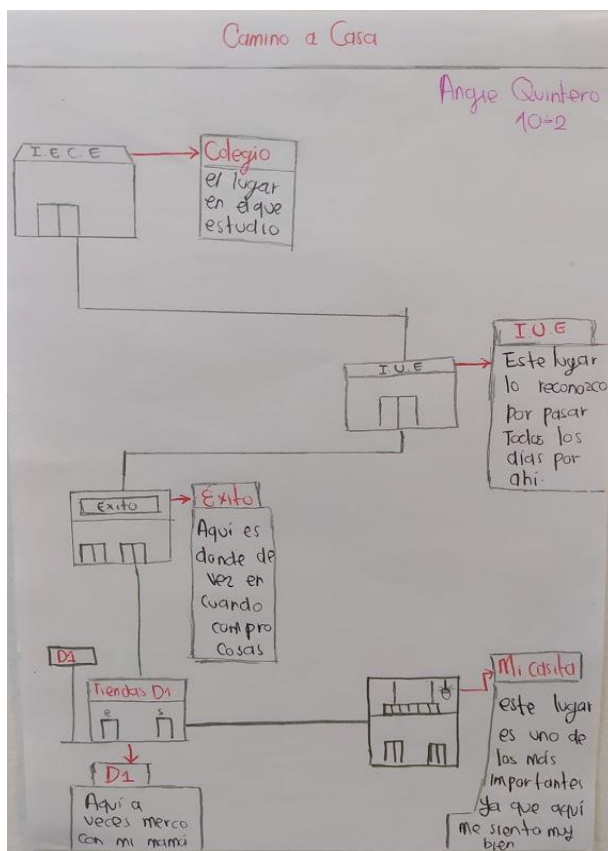 Camino a Casa
Angie Quintero
10-2
I.E.C.E
Colegio
el lugar
en el que
estudio
I.U.E
I.U.E
Este lugar
lo reconozco
por pasar
Todos los
días por
ahí.
Exito
Éxito
Aquí es
donde de
vez en
cuando
compro
cosas
D1
Tiendas D1
e s
D1
Aquí a
veces merco
con mi mamá
Mi casita
este lugar
es uno de
los más
importantes
ya que aquí
me siento muy
bien